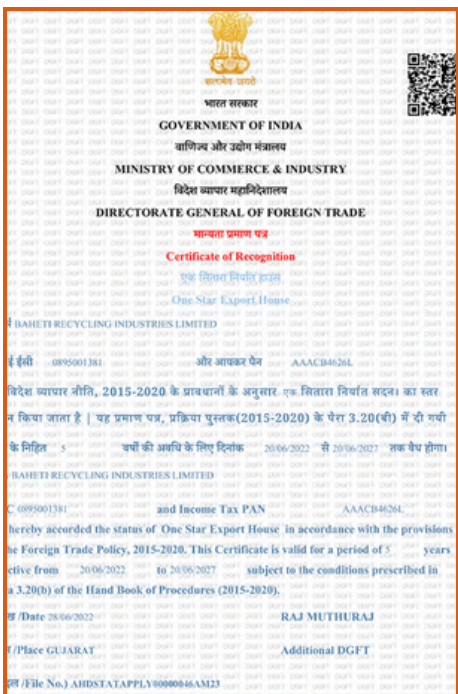 सत्यमेव जयते
भारत सरकार
GOVERNMENT OF INDIA
वाणिज्य और उद्योग मंत्रालय
MINISTRY OF COMMERCE & INDUSTRY
विदेश व्यापार महानिदेशालय
DIRECTORATE GENERAL OF FOREIGN TRADE
मान्यता प्रमाण पत्र
Certificate of Recognition
एक सितारा निर्यात हाउस
One Star Export House
BAHETI RECYCLING INDUSTRIES LIMITED
ई ईसी 0895001381 और आयकर पैन AAACB4626L
विदेश व्यापार नीति, 2015-2020 के प्रावधानों के अनुसार एक सितारा निर्यात सदन। का स्तर
न किया जाता है | यह प्रमाण पत्र, प्रक्रिया पुस्तक(2015-2020) के पैरा 3.20(बी) में दी गयी
के निहित 5 वर्षों की अवधि के लिए दिनांक 20/06/2022 से 20/06/2027 तक वैध होगा।
BAHETI RECYCLING INDUSTRIES LIMITED
C 0895001381 and Income Tax PAN AAACB4626L
hereby accorded the status of One Star Export House in accordance with the provisions
he Foreign Trade Policy, 2015-2020. This Certificate is valid for a period of 5 years
ctive from 20/06/2022 to 20/06/2027 subject to the conditions prescribed in
a 3.20(b) of the Hand Book of Procedures (2015-2020).
/Date 28/06/2022 RAJ MUTHURAJ
/Place GUJARAT Additional DGFT
/File No.) AHDSTATAPPLY00000046AM23